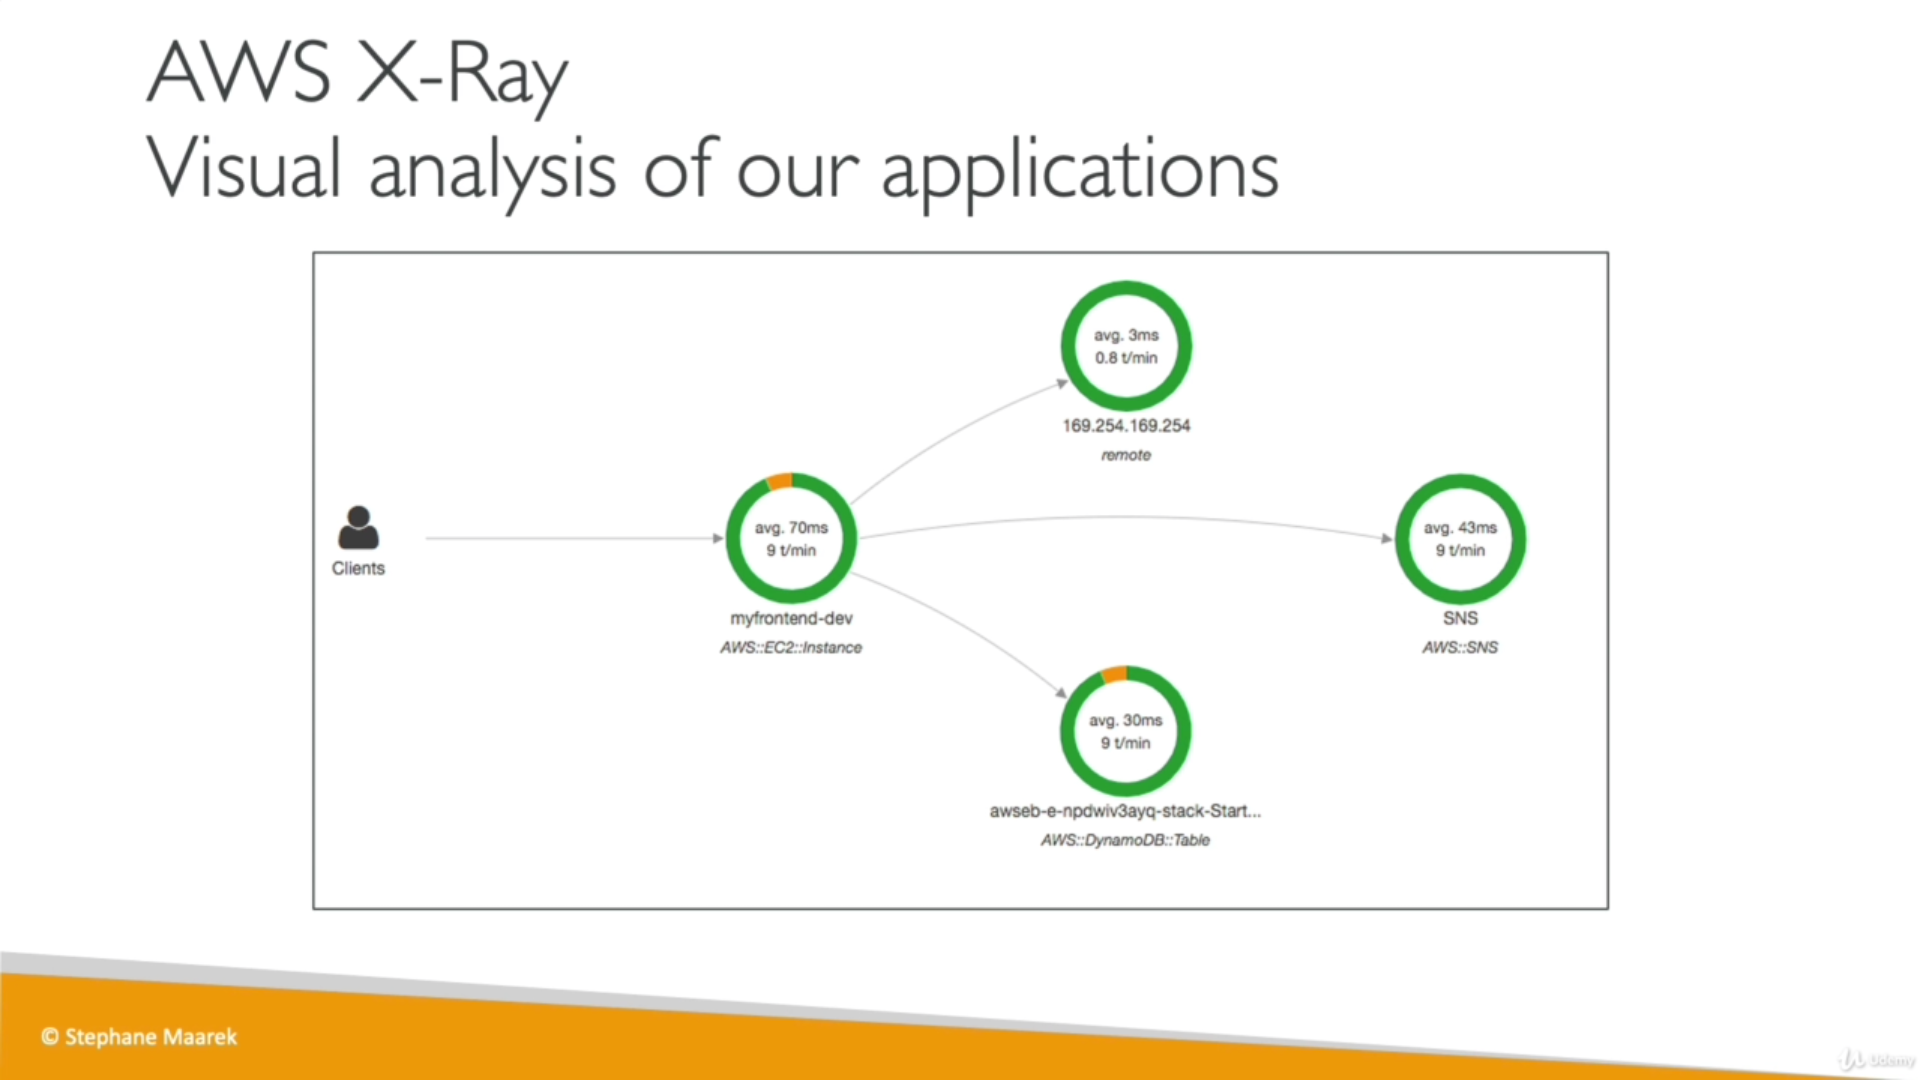 AWS X-Ray
Visual analysis of our applications
avg. 3ms
0.8 t/min
169.254.169.254
remote
Clients
avg. 70ms
9 t/min
myfrontend-dev
AWS::EC2::Instance
avg. 43ms
9 t/min
SNS
AWS::SNS
avg. 30ms
9 t/min
awseb-e-npdwiv3ayq-stack-Start...
AWS::DynamoDB::Table
© Stephane Maarek
Udemy